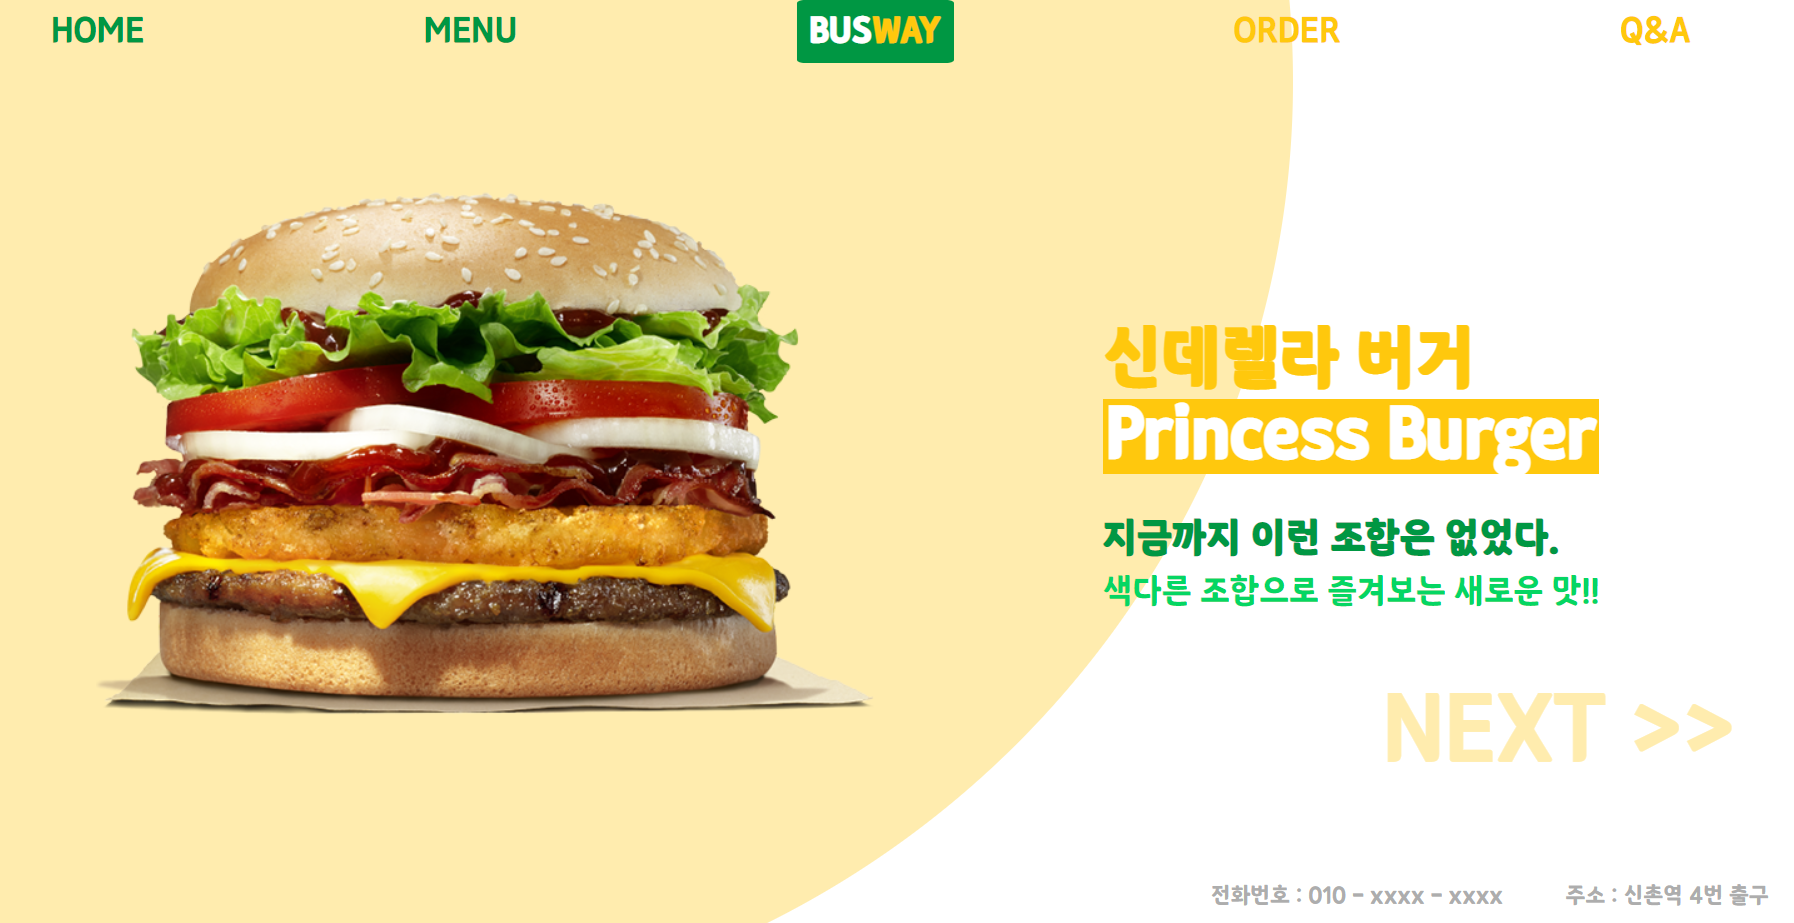 HOME MENU BUSWAY ORDER Q&A
신데렐라 버거
Princess Burger
지금까지 이런 조합은 없었다.
색다른 조합으로 즐겨보는 새로운 맛!!
NEXT >>
전화번호 : 010 - xxxx - xxxx 주소 : 신촌역 4번 출구